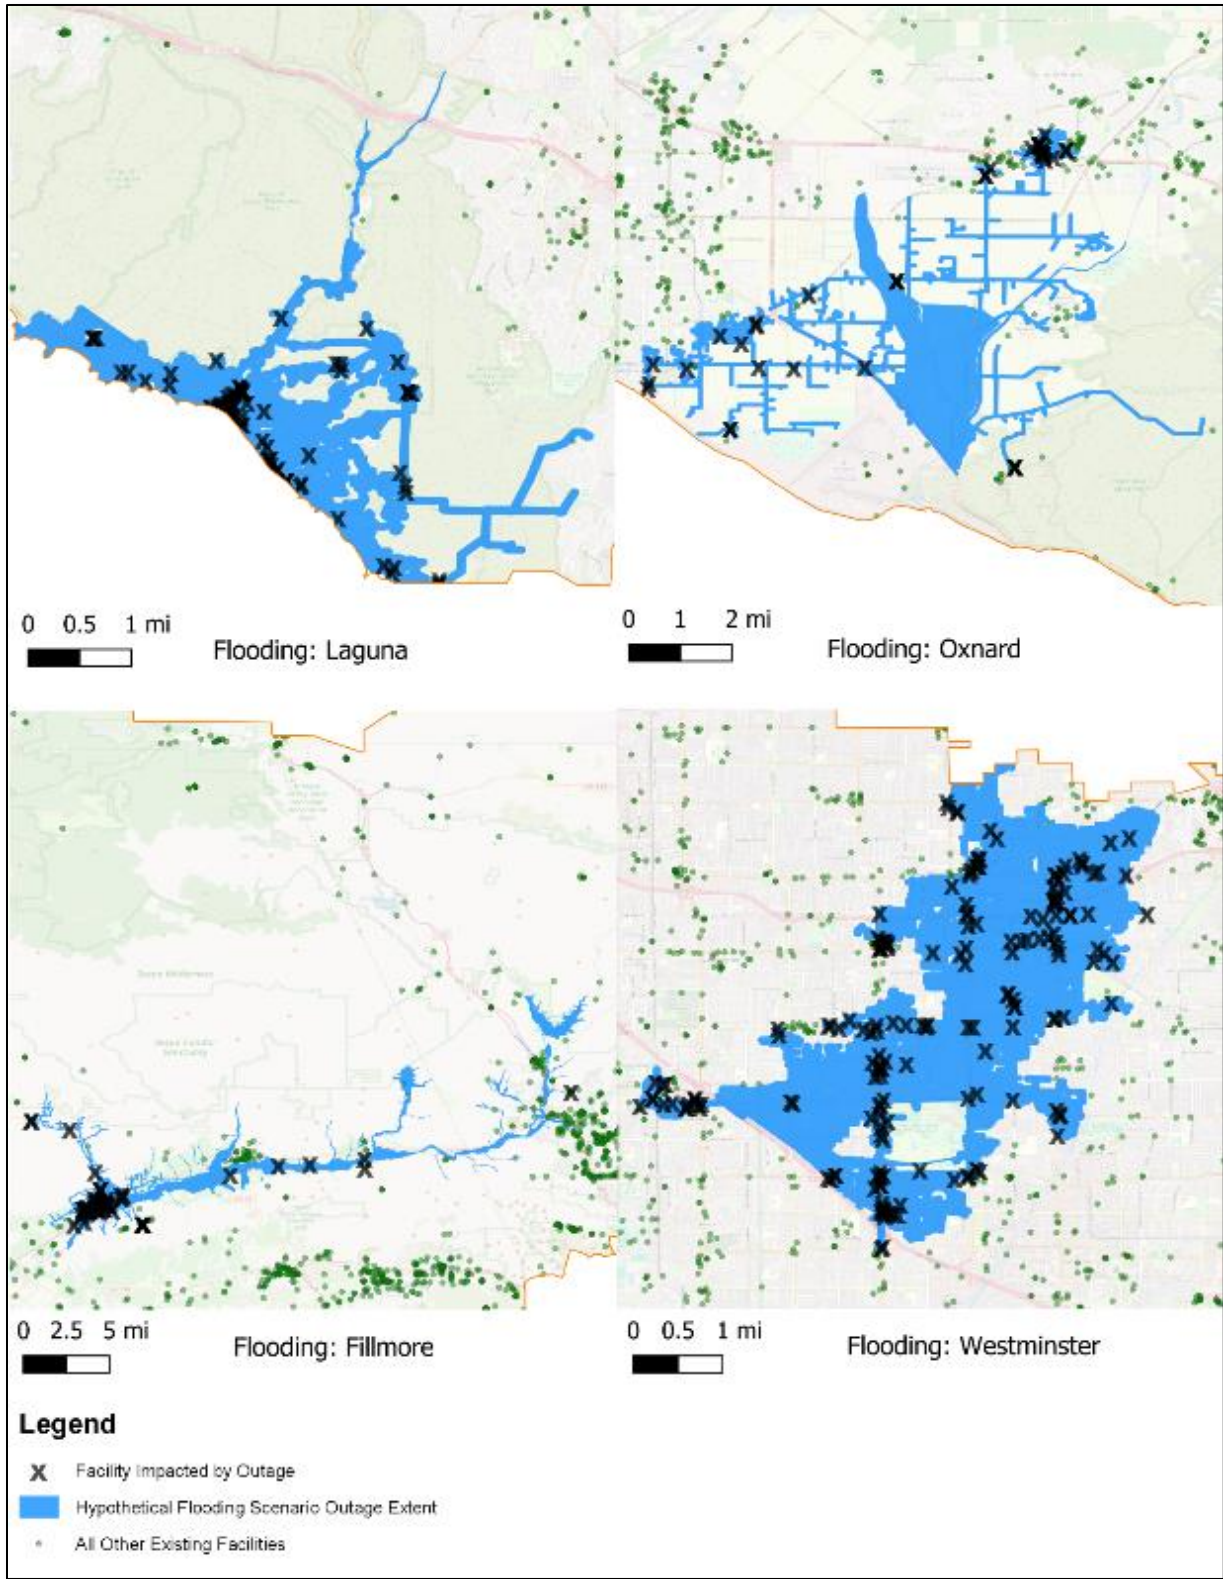 0 0.5 1 mi
Flooding: Laguna
0 1 2 mi
Flooding: Oxnard
0 2.5 5 mi
Flooding: Fillmore
0 0.5 1 mi
Flooding: Westminster
Legend
X Facility Impacted by Outage
Hypothetical Flooding Scenario Outage Extent
All Other Existing Facilities